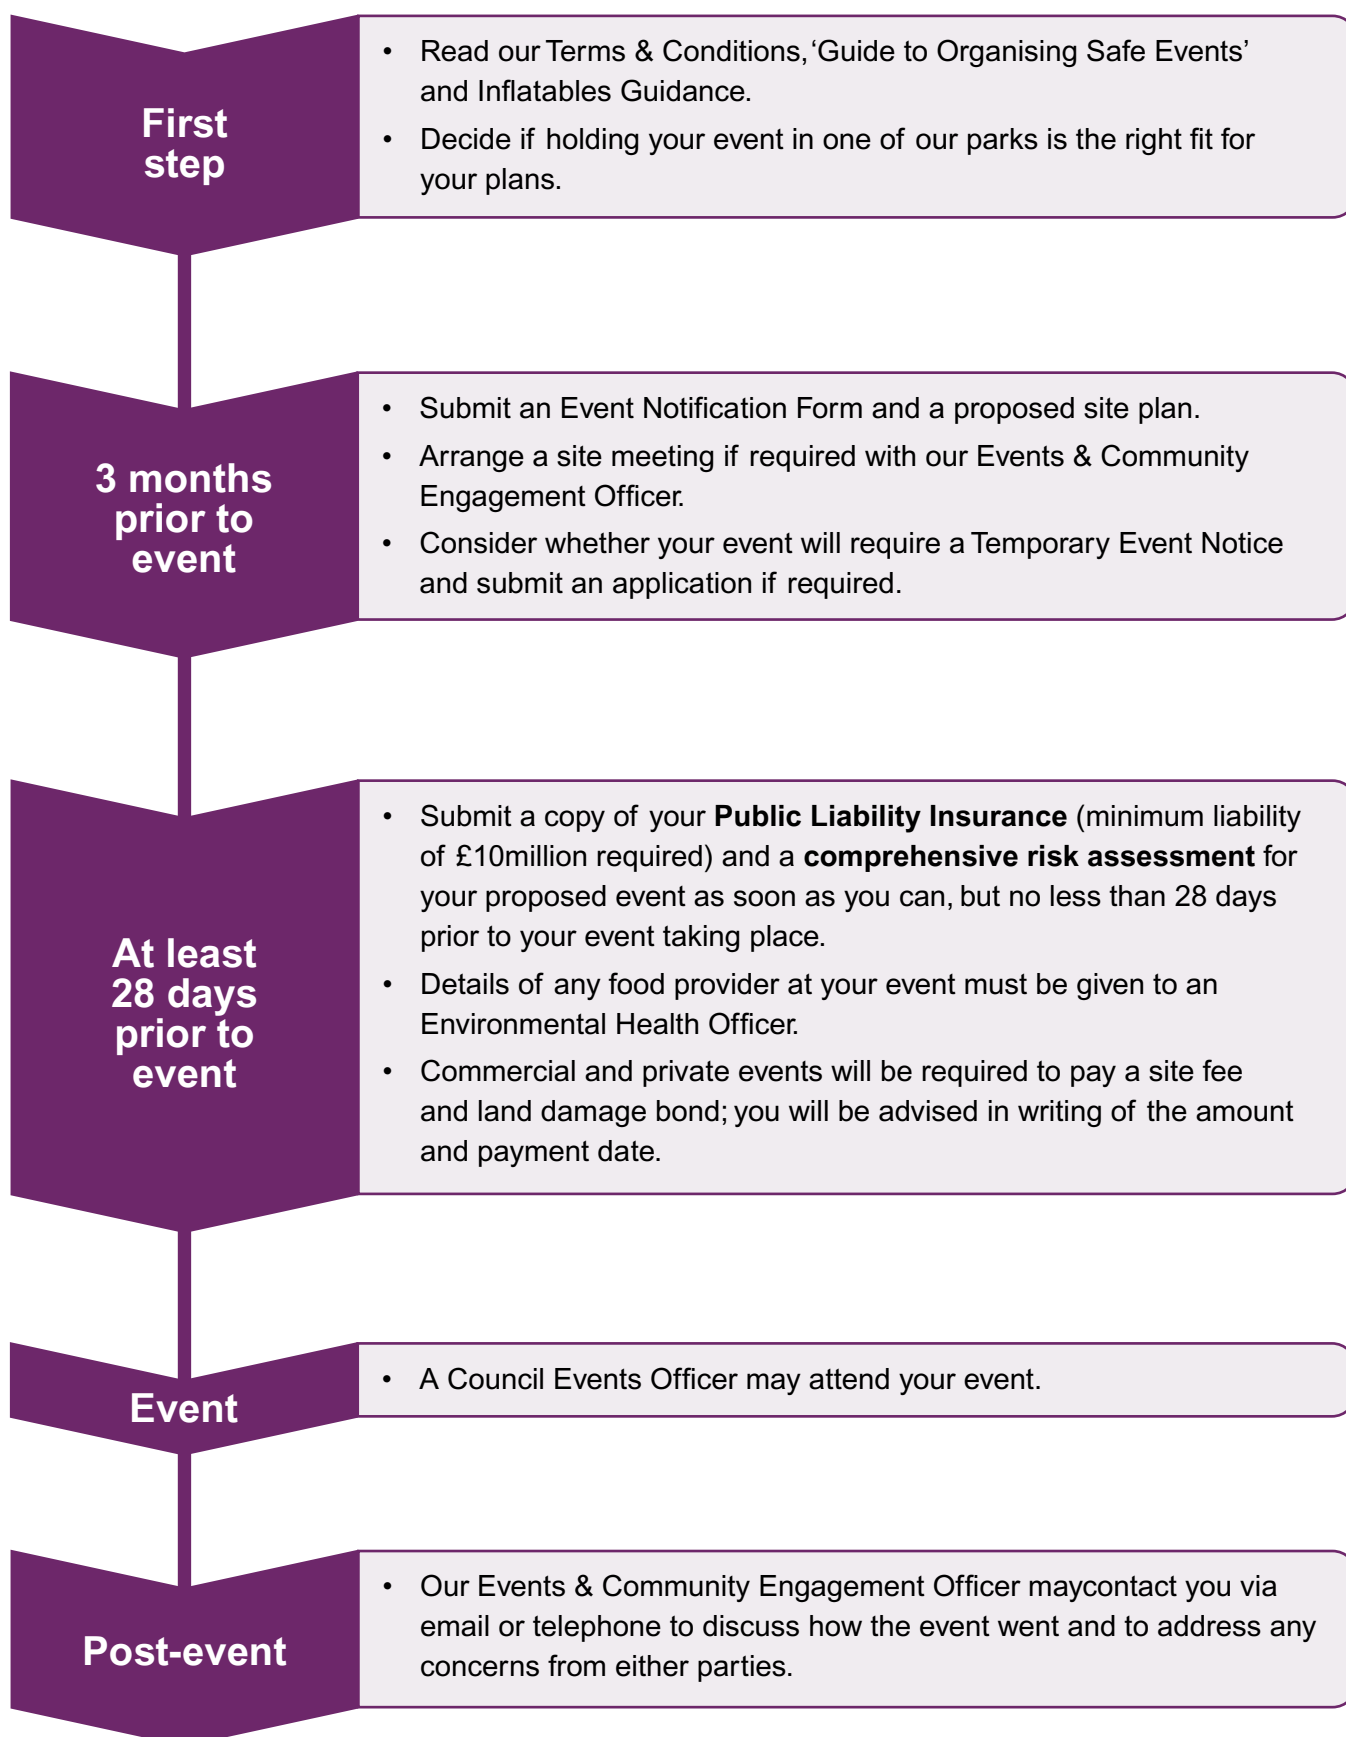 First
step
• Read our Terms & Conditions, ‘Guide to Organising Safe Events’
and Inflatables Guidance.
• Decide if holding your event in one of our parks is the right fit for
your plans.
3 months
prior to
event
• Submit an Event Notification Form and a proposed site plan.
• Arrange a site meeting if required with our Events & Community
Engagement Officer.
• Consider whether your event will require a Temporary Event Notice
and submit an application if required.
At least
28 days
prior to
event
• Submit a copy of your Public Liability Insurance (minimum liability
of £10million required) and a comprehensive risk assessment for
your proposed event as soon as you can, but no less than 28 days
prior to your event taking place.
• Details of any food provider at your event must be given to an
Environmental Health Officer.
• Commercial and private events will be required to pay a site fee
and land damage bond; you will be advised in writing of the amount
and payment date.
Event
• A Council Events Officer may attend your event.
Post-event
• Our Events & Community Engagement Officer maycontact you via
email or telephone to discuss how the event went and to address any
concerns from either parties.